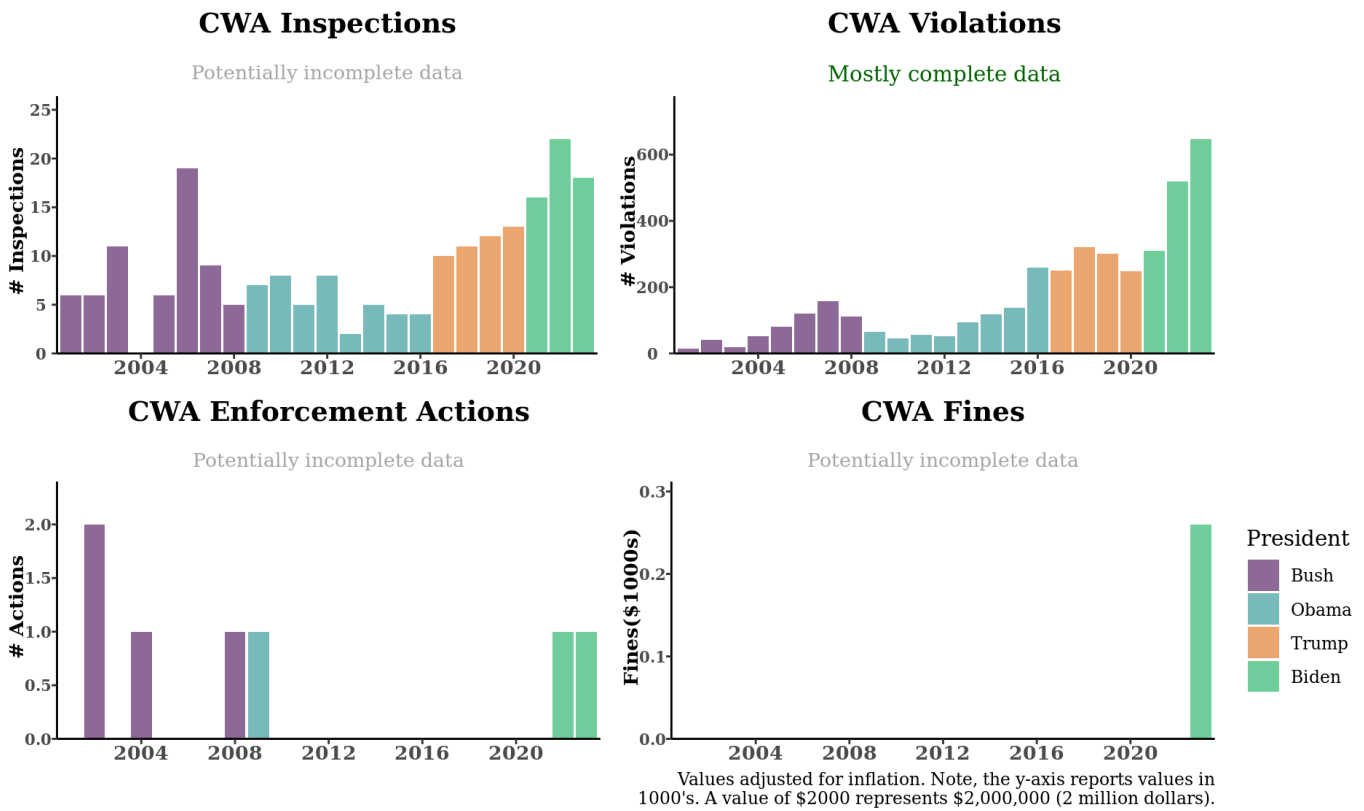 CWA Inspections
Potentially incomplete data
# Inspections
25
20
15
10
5
0
2004 2008 2012 2016 2020
CWA Violations
Mostly complete data
# Violations
600
400
200
0
2004 2008 2012 2016 2020
CWA Enforcement Actions
Potentially incomplete data
# Actions
2.0
1.5
1.0
0.5
0.0
2004 2008 2012 2016 2020
CWA Fines
Potentially incomplete data
Fines($1000s)
0.3
0.2
0.1
0.0
2004 2008 2012 2016 2020
President
Bush
Obama
Trump
Biden
Values adjusted for inflation. Note, the y-axis reports values in
1000's. A value of $2000 represents $2,000,000 (2 million dollars).